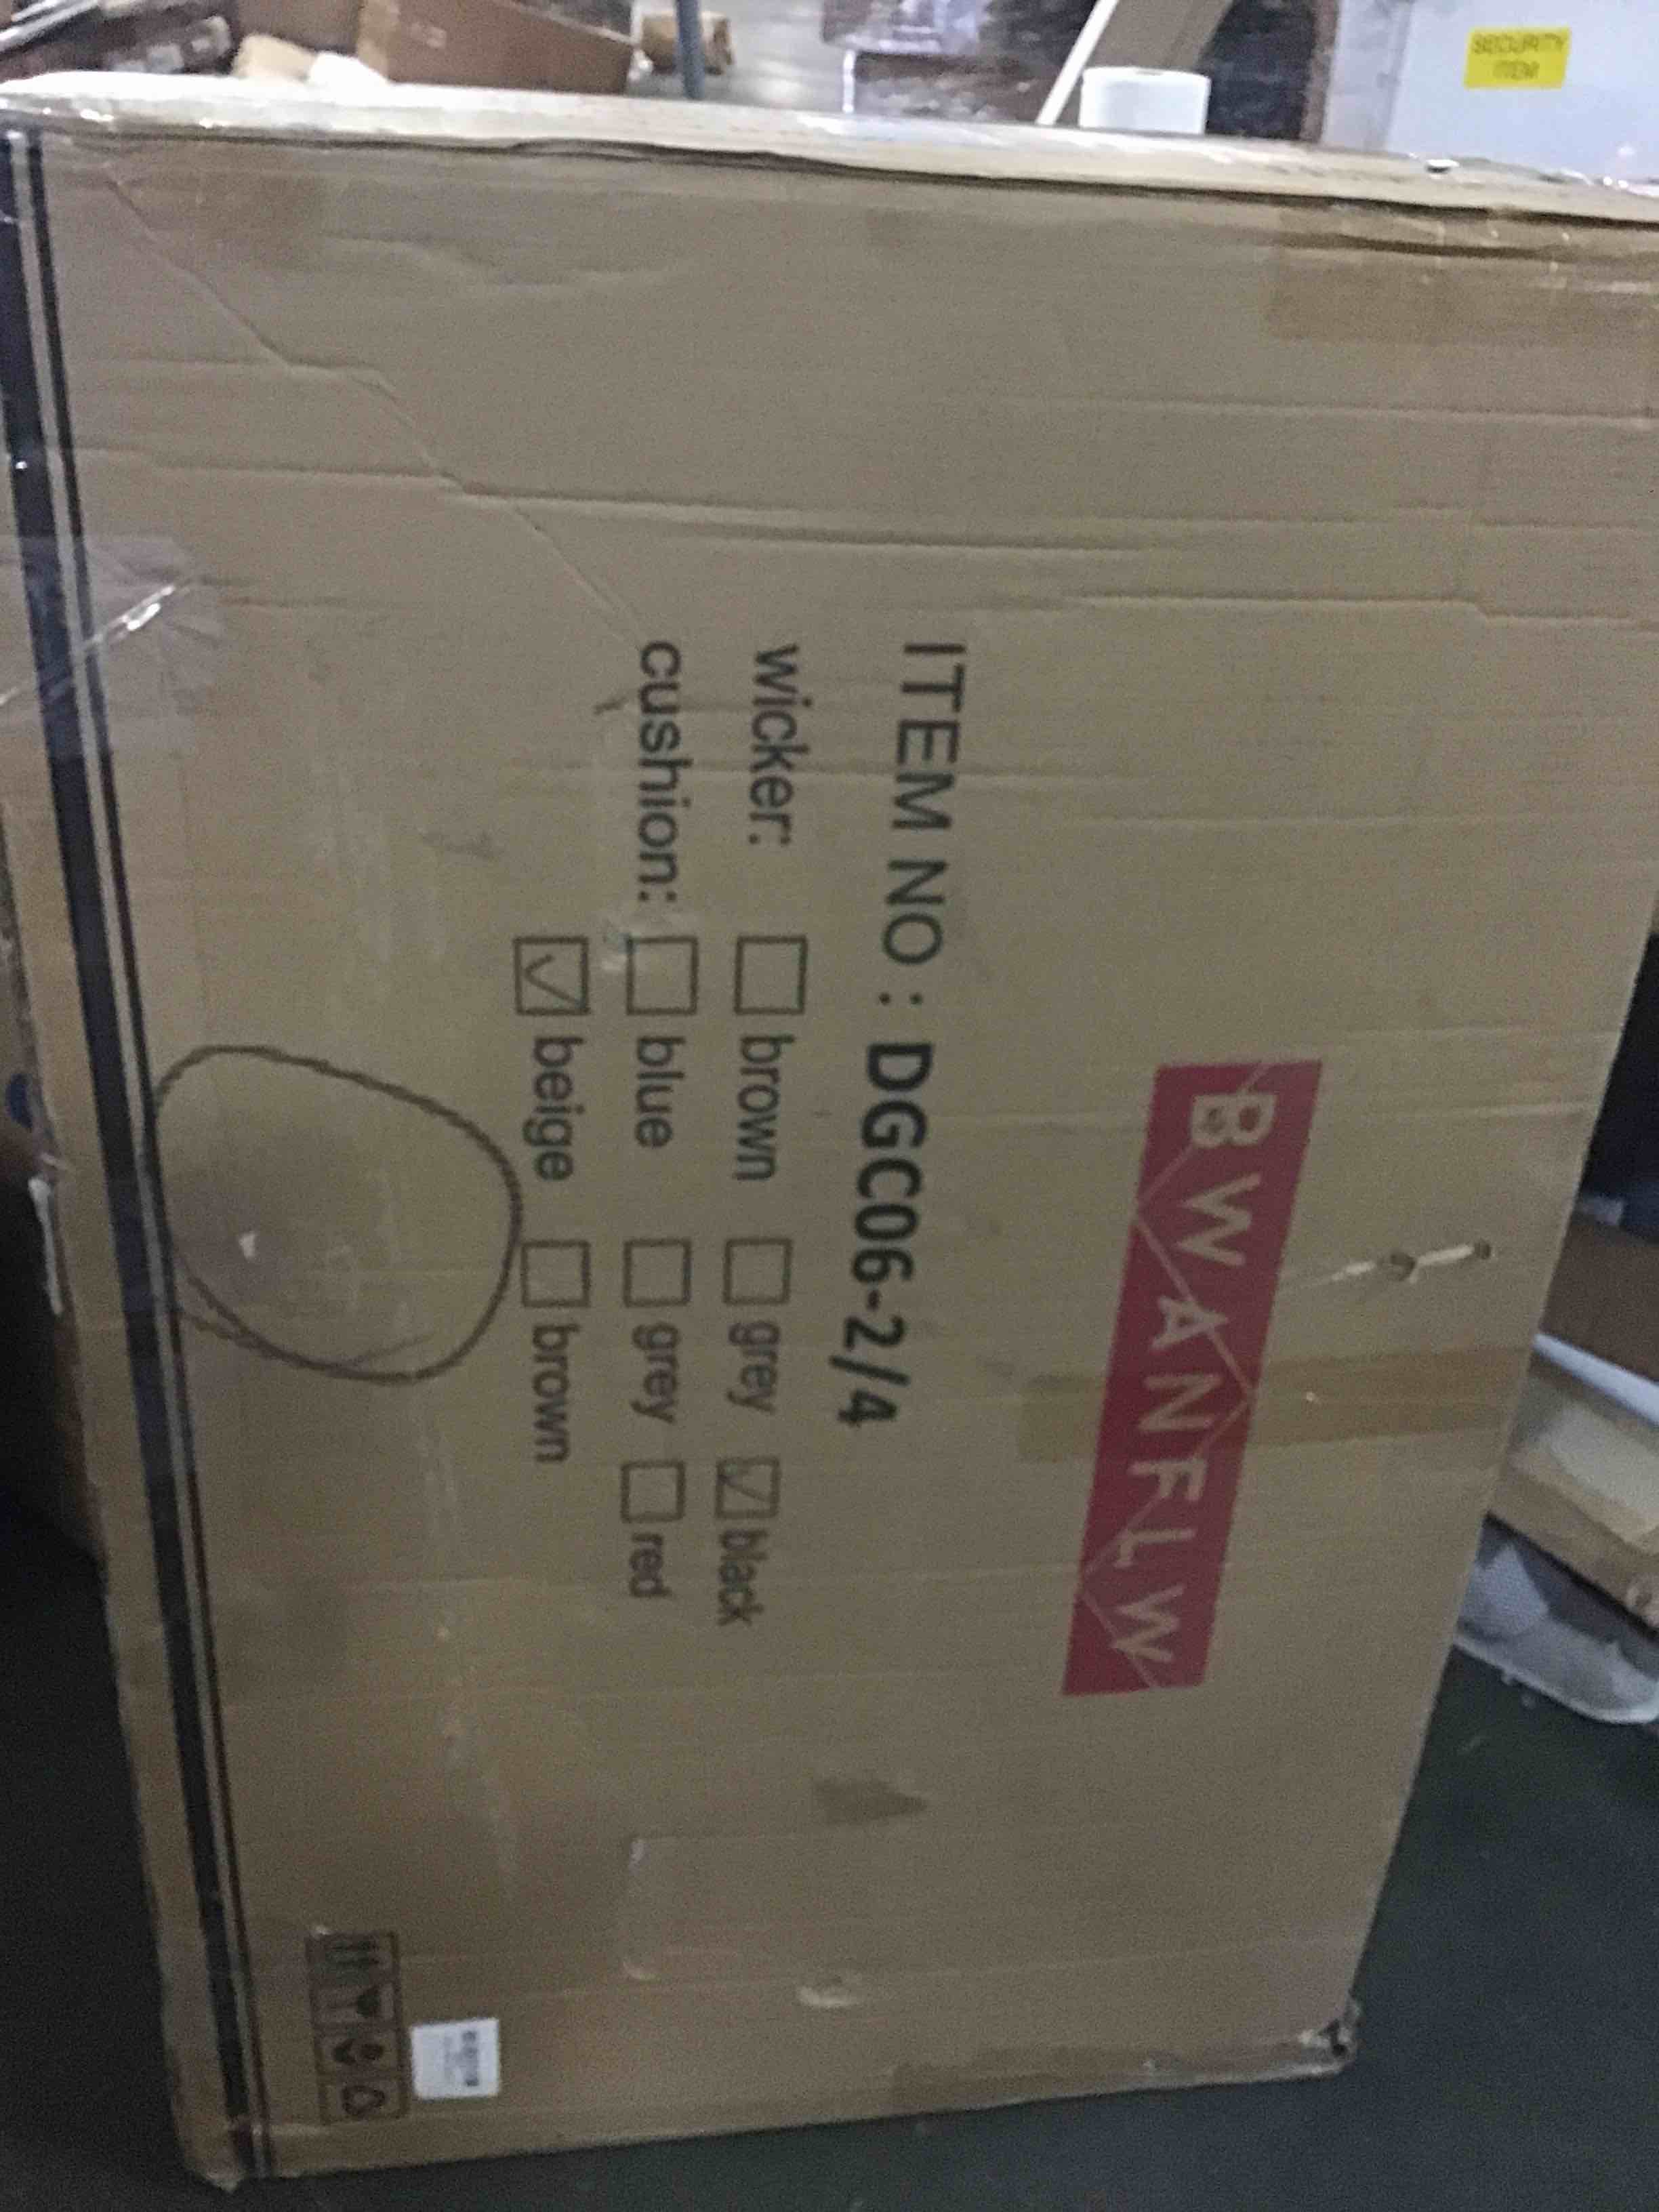 BWANFLW
ITEM NO : DGC06-2/4
wicker: ☐ brown ☐ grey ☑ black
cushion: ☐ blue ☐ grey ☐ red
☑ beige ☐ brown
SECURITY
ITEM